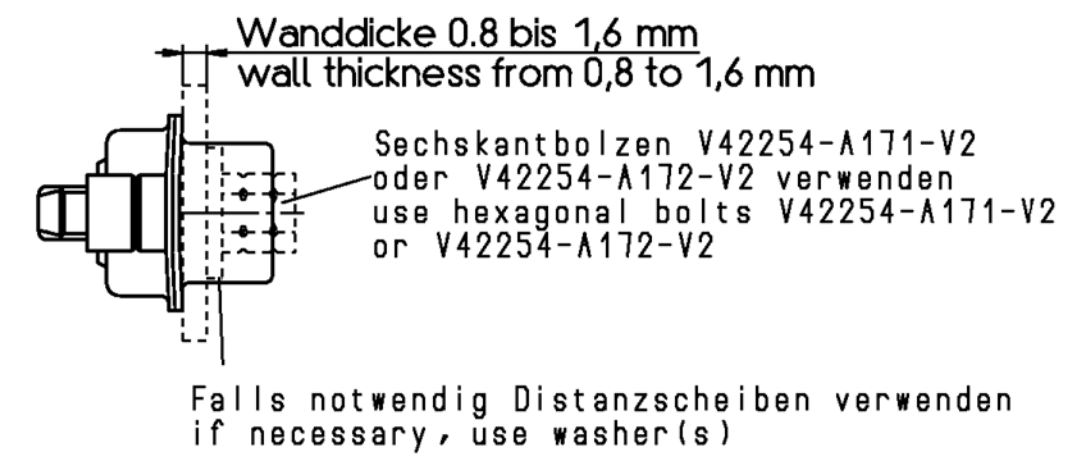 Wanddicke 0.8 bis 1,6 mm
wall thickness from 0,8 to 1,6 mm
Sechskantbolzen V42254-A171-V2
oder V42254-A172-V2 verwenden
use hexagonal bolts V42254-A171-V2
or V42254-A172-V2
Falls notwendig Distanzscheiben verwenden
if necessary, use washer(s)